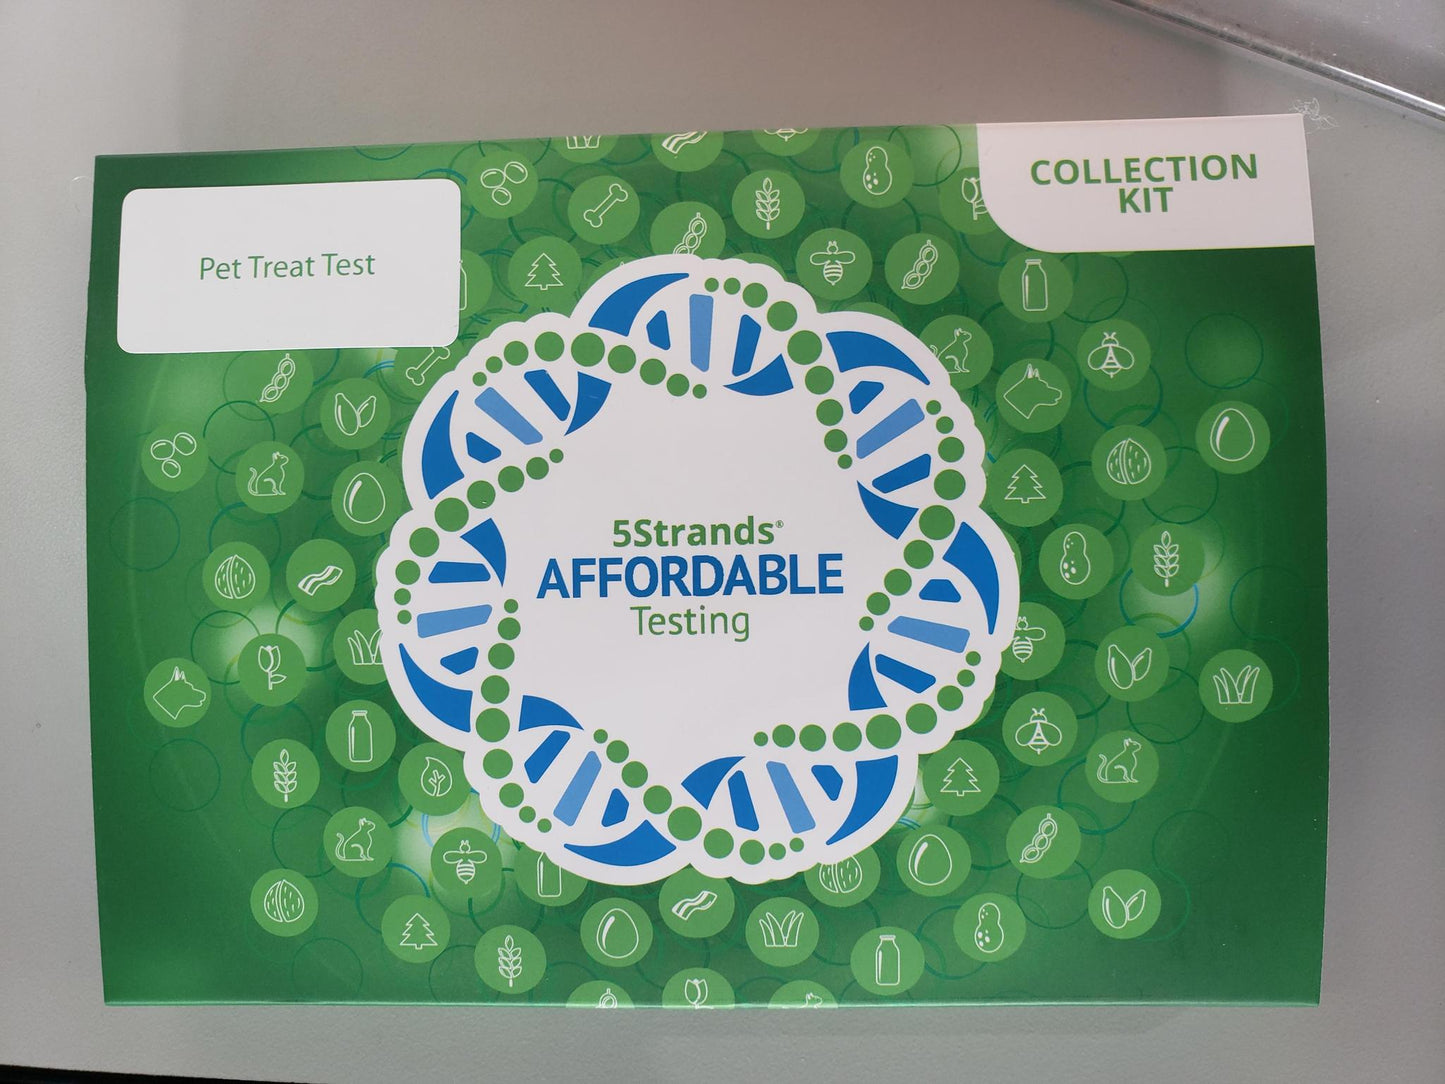 COLLECTION
KIT
Pet Treat Test
5Strands®
AFFORDABLE
Testing